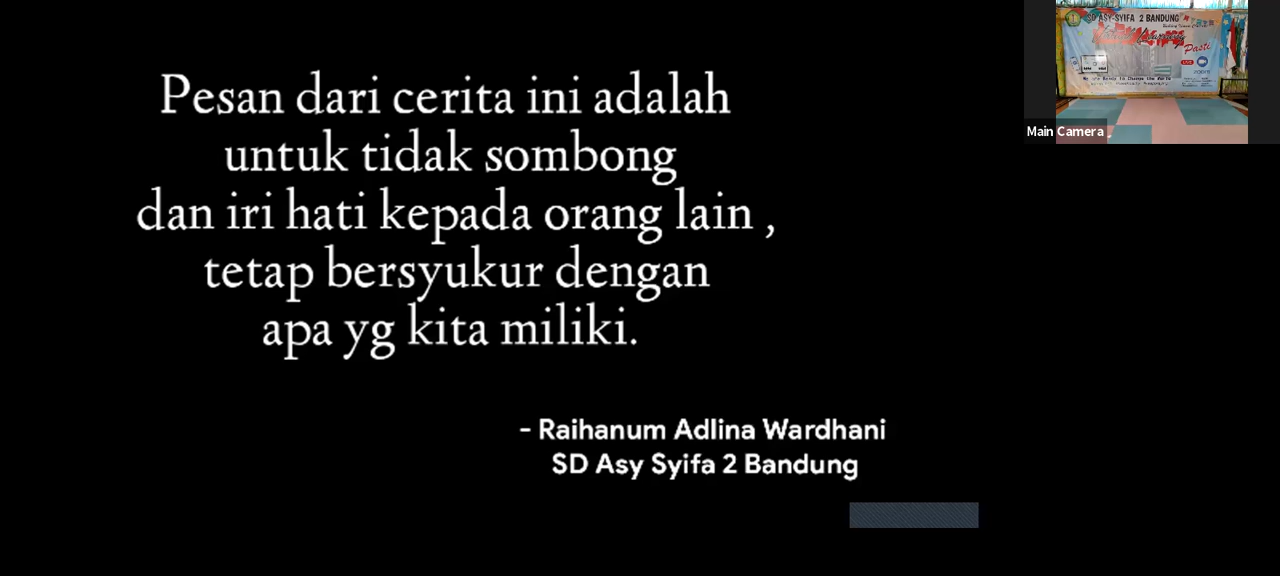 Pesan dari cerita ini adalah
untuk tidak sombong
dan iri hati kepada orang lain ,
tetap bersyukur dengan
apa yg kita miliki.
- Raihanum Adlina Wardhani
SD Asy Syifa 2 Bandung
SD ASY-SYIFA 2 BANDUNG
Pasti
Main Camera